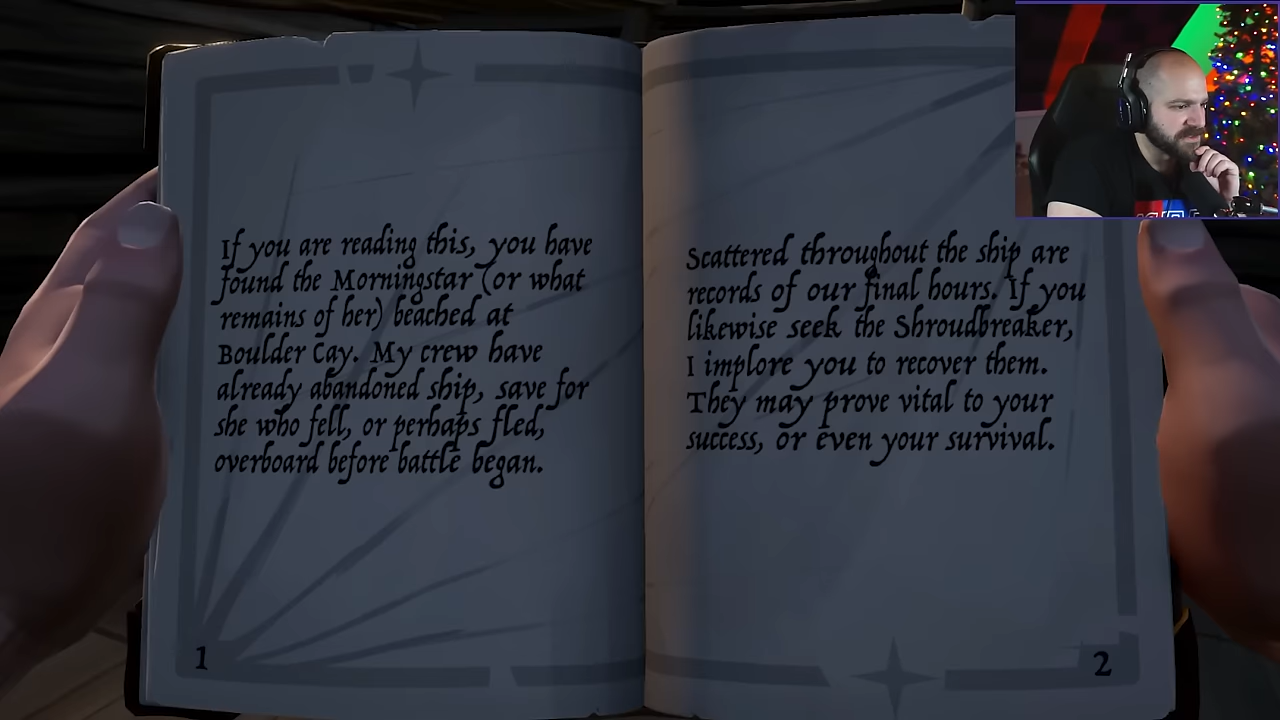 If you are reading this, you have
found the Morningstar (or what
remains of her) beached at
Boulder Cay. My crew have
already abandoned ship, save for
she who fell, or perhaps fled,
overboard before battle began.
1
Scattered throughout the ship are
records of our final hours. If you
likewise seek the Shroudbreaker,
I implore you to recover them.
They may prove vital to your
success, or even your survival.
2